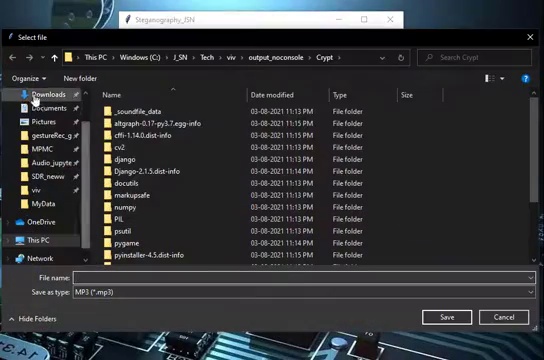 Steganography_JSN
Select file
This PC > Windows (C:) > J_SN > Tech > viv > output_noconsole > Crypt >
Search Crypt
Organize
New folder
Name
Date modified
Type
Size
Downloads
Documents
Pictures
gestureRec_g
MPMC
Audio_jupyte
SDR_neww
viv
MyData
OneDrive
This PC
Network
_soundfile_data 03-08-2021 11:13 PM File folder
altgraph-0.17-py3.7.egg-info 03-08-2021 11:13 PM File folder
cffi-1.14.0.dist-info 03-08-2021 11:15 PM File folder
cv2 03-08-2021 11:13 PM File folder
django 03-08-2021 11:13 PM File folder
Django-2.1.5.dist-info 03-08-2021 11:14 PM File folder
docutils 03-08-2021 11:13 PM File folder
markupsafe 03-08-2021 11:13 PM File folder
numpy 03-08-2021 11:13 PM File folder
PIL 03-08-2021 11:13 PM File folder
psutil 03-08-2021 11:13 PM File folder
pygame 03-08-2021 11:14 PM File folder
pyinstaller-4.5.dist-info 03-08-2021 11:14 PM File folder
File name:
Save as type: MP3 (*.mp3)
Hide Folders
Save
Cancel